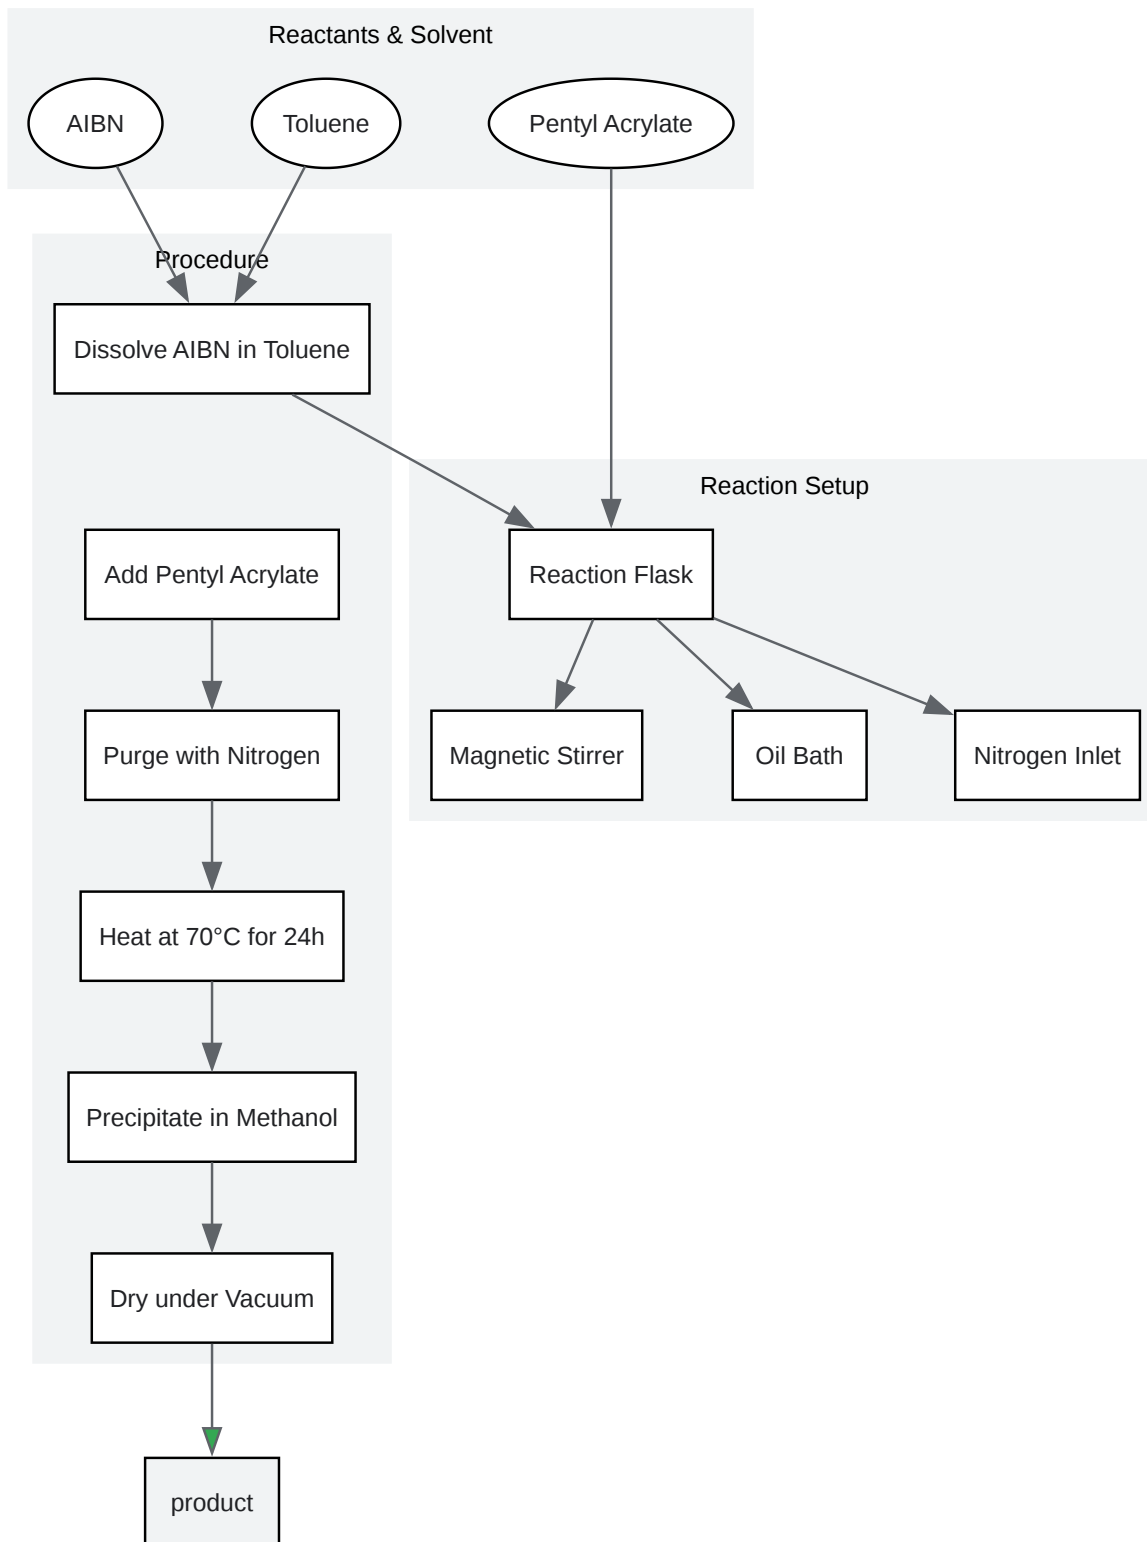 Reactants & Solvent
AIBN
Toluene
Pentyl Acrylate
Procedure
Dissolve AIBN in Toluene
Reaction Setup
Add Pentyl Acrylate
Reaction Flask
Purge with Nitrogen
Magnetic Stirrer
Oil Bath
Nitrogen Inlet
Heat at 70°C for 24h
Precipitate in Methanol
Dry under Vacuum
product